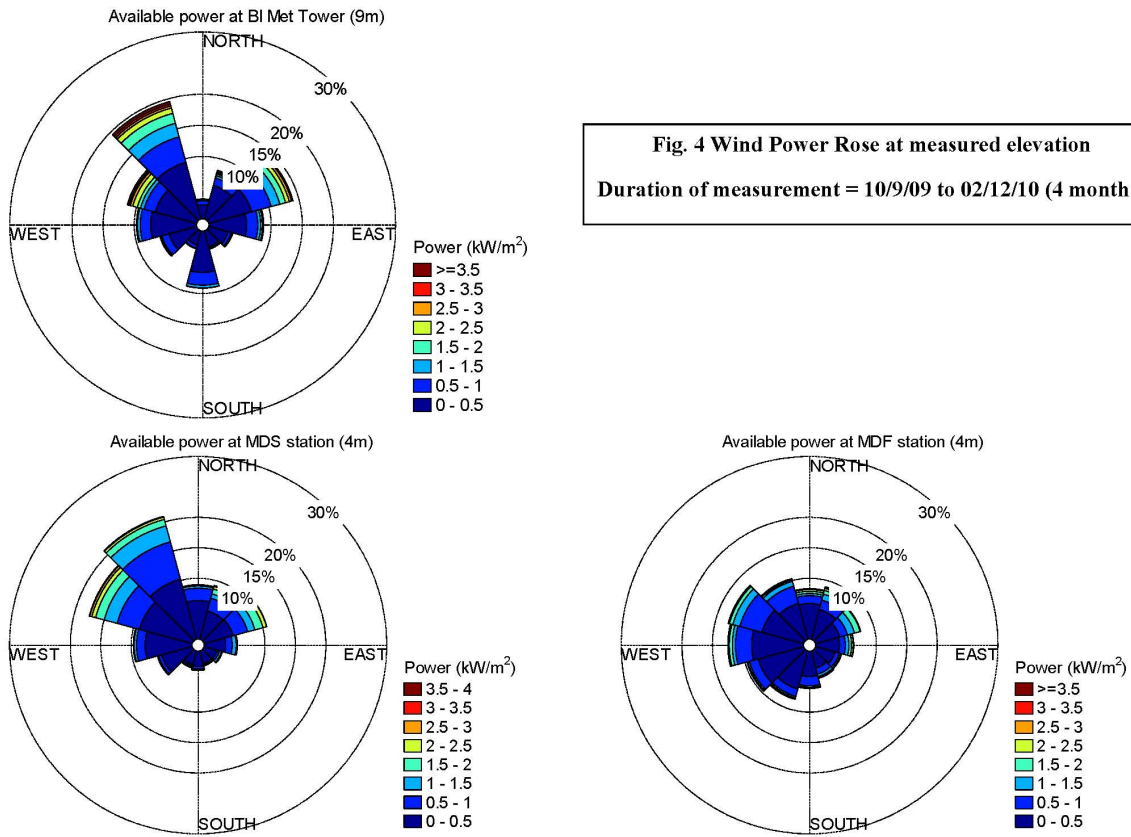 Available power at BI Met Tower (9m)
NORTH
30%
20%
15%
10%
WEST
EAST
SOUTH
Power (kW/m2)
>=3.5
3 - 3.5
2.5 - 3
2 - 2.5
1.5 - 2
1 - 1.5
0.5 - 1
0 - 0.5
Fig. 4 Wind Power Rose at measured elevation
Duration of measurement = 10/9/09 to 02/12/10 (4 month
Available power at MDS station (4m)
NORTH
30%
20%
15%
10%
WEST
EAST
SOUTH
Power (kW/m2)
3.5 - 4
3 - 3.5
2.5 - 3
2 - 2.5
1.5 - 2
1 - 1.5
0.5 - 1
0 - 0.5
Available power at MDF station (4m)
NORTH
30%
20%
15%
10%
WEST
EAST
SOUTH
Power (kW/m2)
>=3.5
3 - 3.5
2.5 - 3
2 - 2.5
1.5 - 2
1 - 1.5
0.5 - 1
0 - 0.5